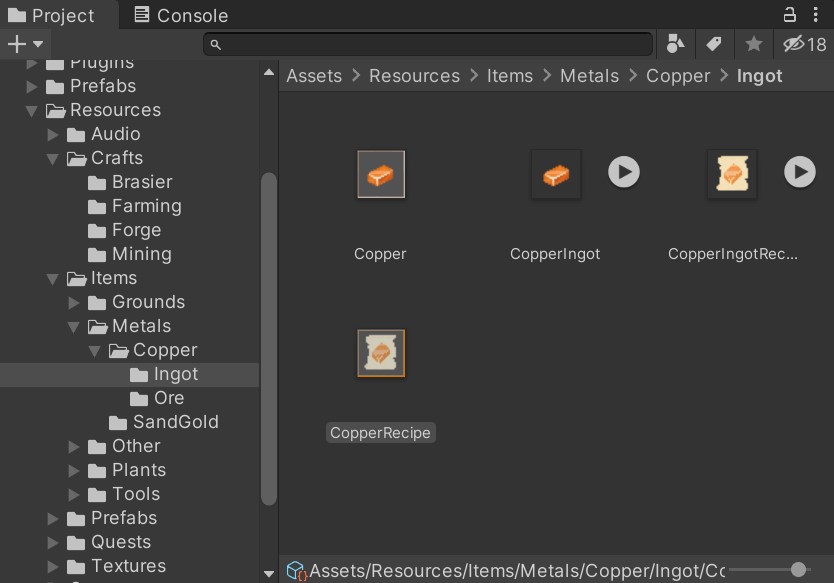 Project
Console
18
Plugins
Prefabs
Resources
Audio
Crafts
Brasier
Farming
Forge
Mining
Items
Grounds
Metals
Copper
Ingot
Ore
SandGold
Other
Plants
Tools
Prefabs
Quests
Textures
Assets > Resources > Items > Metals > Copper > Ingot
Copper
CopperIngot
CopperIngotRec...
CopperRecipe
Assets/Resources/Items/Metals/Copper/Ingot/Cc